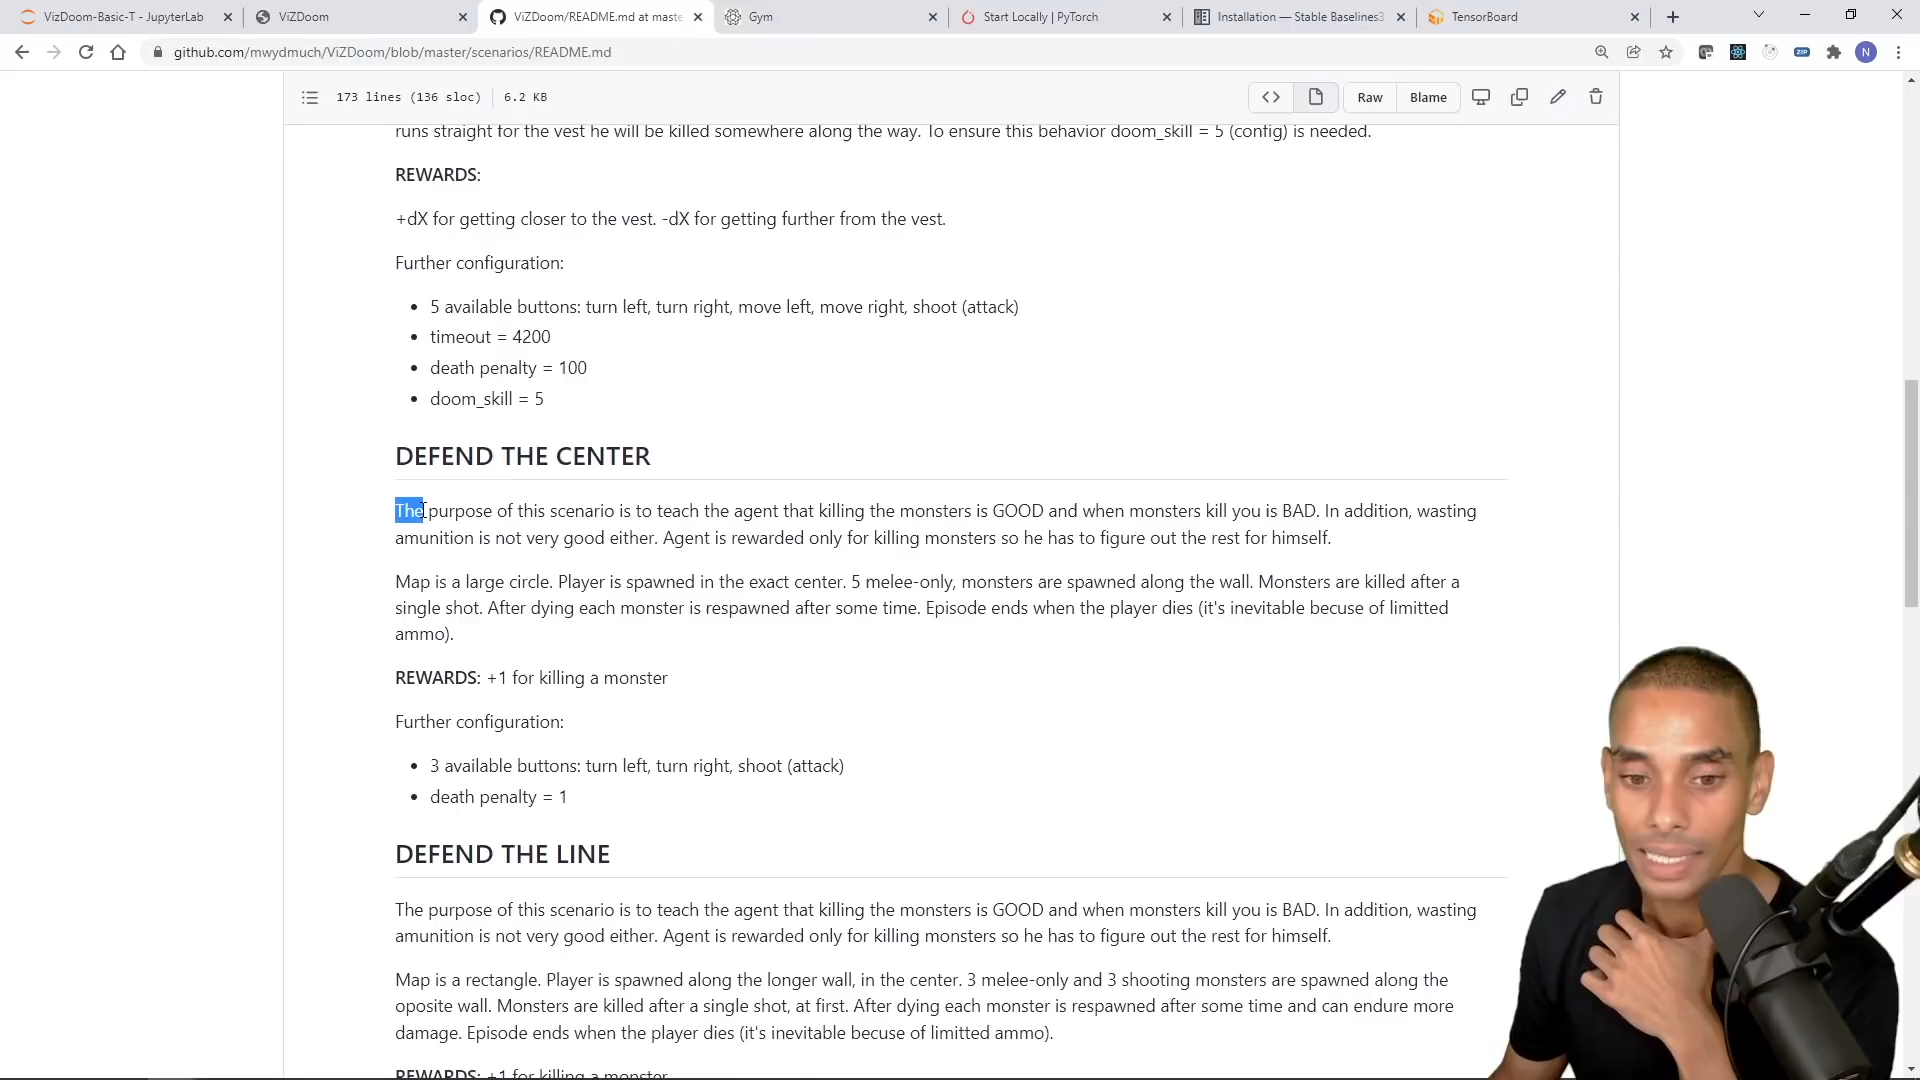 VizDoom-Basic-T - JupyterLab
ViZDoom
ViZDoom/README.md at maste
Gym
Start Locally | PyTorch
Installation — Stable Baselines3
TensorBoard
github.com/mwydmuch/ViZDoom/blob/master/scenarios/README.md
ZIP
N
173 lines (136 sloc)
6.2 KB
Raw
Blame
runs straight for the vest he will be killed somewhere along the way. To ensure this behavior doom_skill = 5 (config) is needed.
REWARDS:
+dX for getting closer to the vest. -dX for getting further from the vest.
Further configuration:
• 5 available buttons: turn left, turn right, move left, move right, shoot (attack)
• timeout = 4200
• death penalty = 100
• doom_skill = 5
DEFEND THE CENTER
The purpose of this scenario is to teach the agent that killing the monsters is GOOD and when monsters kill you is BAD. In addition, wasting
amunition is not very good either. Agent is rewarded only for killing monsters so he has to figure out the rest for himself.
Map is a large circle. Player is spawned in the exact center. 5 melee-only, monsters are spawned along the wall. Monsters are killed after a
single shot. After dying each monster is respawned after some time. Episode ends when the player dies (it's inevitable becuse of limitted
ammo).
REWARDS: +1 for killing a monster
Further configuration:
• 3 available buttons: turn left, turn right, shoot (attack)
• death penalty = 1
DEFEND THE LINE
The purpose of this scenario is to teach the agent that killing the monsters is GOOD and when monsters kill you is BAD. In addition, wasting
amunition is not very good either. Agent is rewarded only for killing monsters so he has to figure out the rest for himself.
Map is a rectangle. Player is spawned along the longer wall, in the center. 3 melee-only and 3 shooting monsters are spawned along the
oposite wall. Monsters are killed after a single shot, at first. After dying each monster is respawned after some time and can endure more
damage. Episode ends when the player dies (it's inevitable becuse of limitted ammo).
REWARDS: +1 for killing a monster